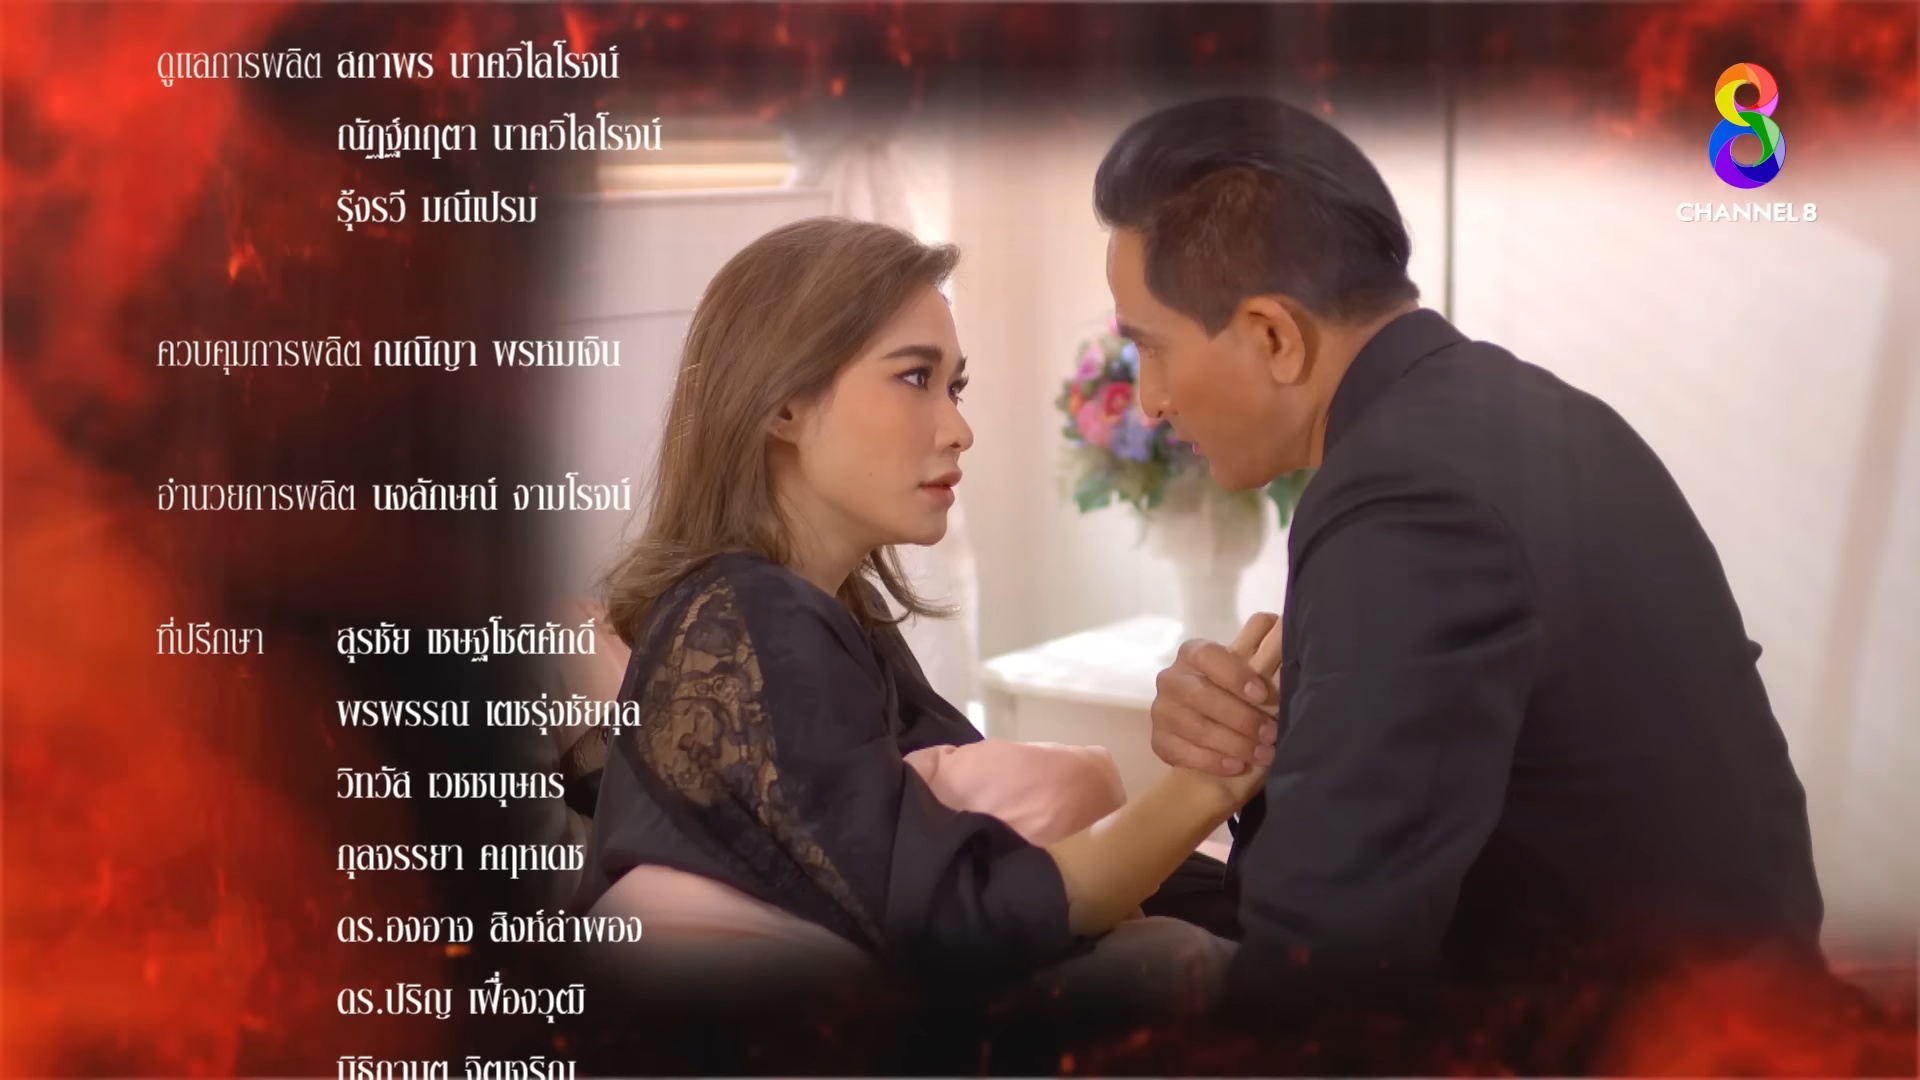 ดูแลการผลิต สถาพร นาควิไลโรจน์
ณัฏฐ์กฤตา นาควิไลโรจน์
รุ้งรวี มณีเปรม
ควบคุมการผลิต ณณิญา พรหมเงิน
อำนวยการผลิต นงลักษณ์ งามโรจน์
ที่ปรึกษา สุรชัย เชษฐโชติศักดิ์
พรพรรณ เตชรุ่งชัยกุล
วิทวัส เวชชบุษกร
กุลจรรยา คฤหเดช
ดร.องอาจ สิงห์ลำพอง
ดร.ปริญ เฟื่องวุฒิ
CHANNEL 8